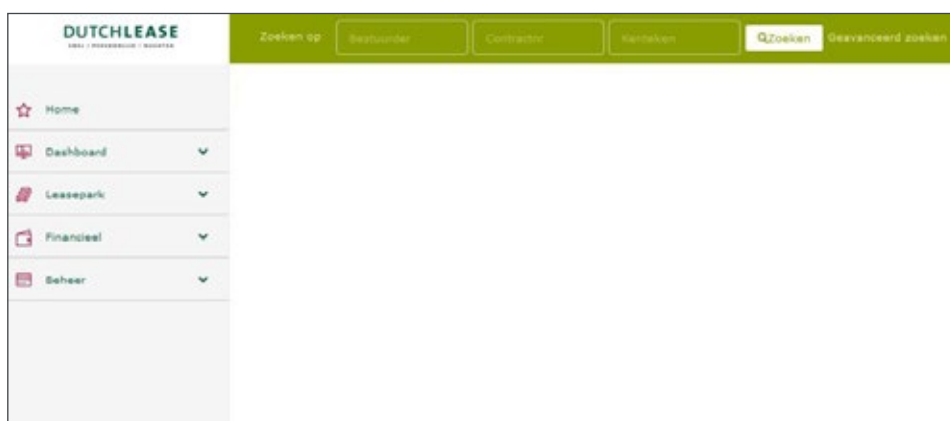 DUTCHLEASE
Zoeken op
Bestuurder
Contractnr
Kenteken
Zoeken
Geavanceerd zoeken
Home
Dashboard
Leasepark
Financieel
Beheer